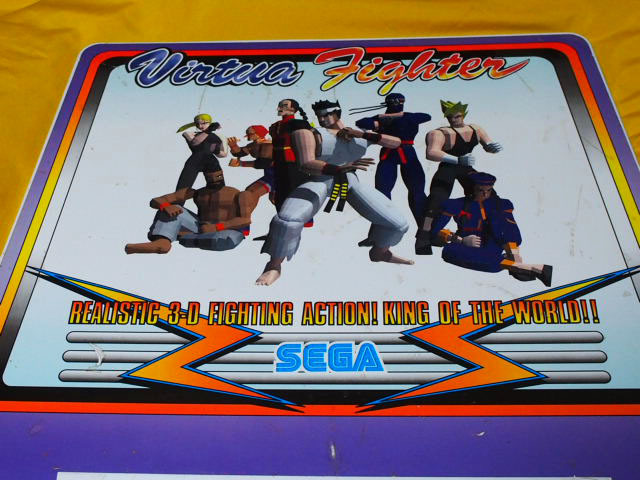 Virtua Fighter
REALISTIC 3-D FIGHTING ACTION! KING OF THE WORLD!!
SEGA